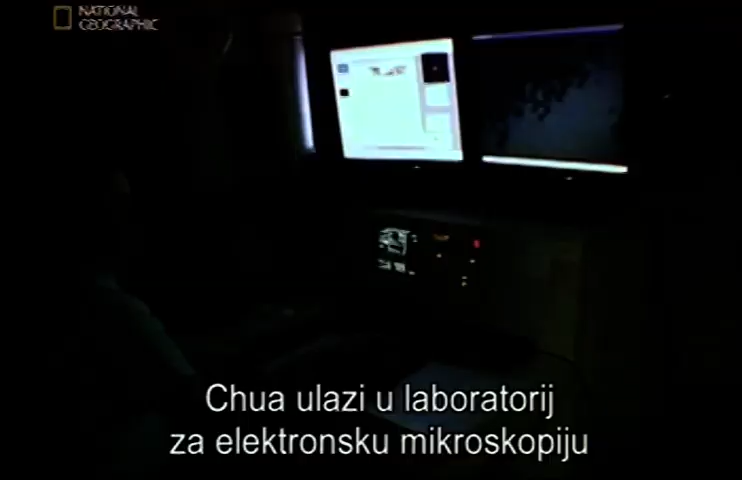 NATIONAL
GEOGRAPHIC
Chua ulazi u laboratorij
za elektronsku mikroskopiju